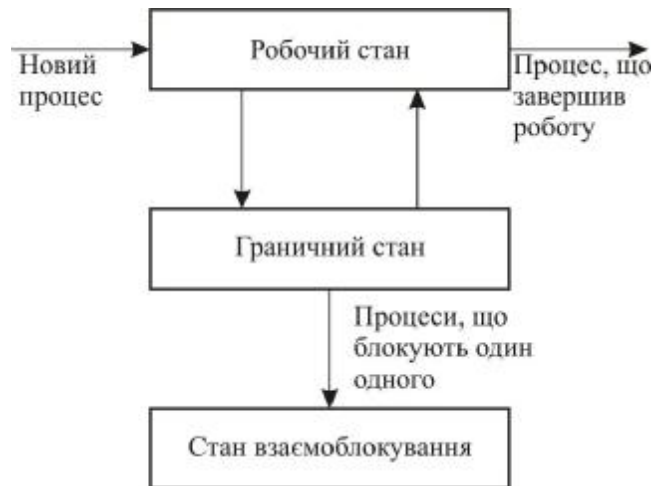 Робочий стан
Новий
процес
Процес, що
завершив
роботу
Граничний стан
Процеси, що
блокують один
одного
Стан взаємоблокування